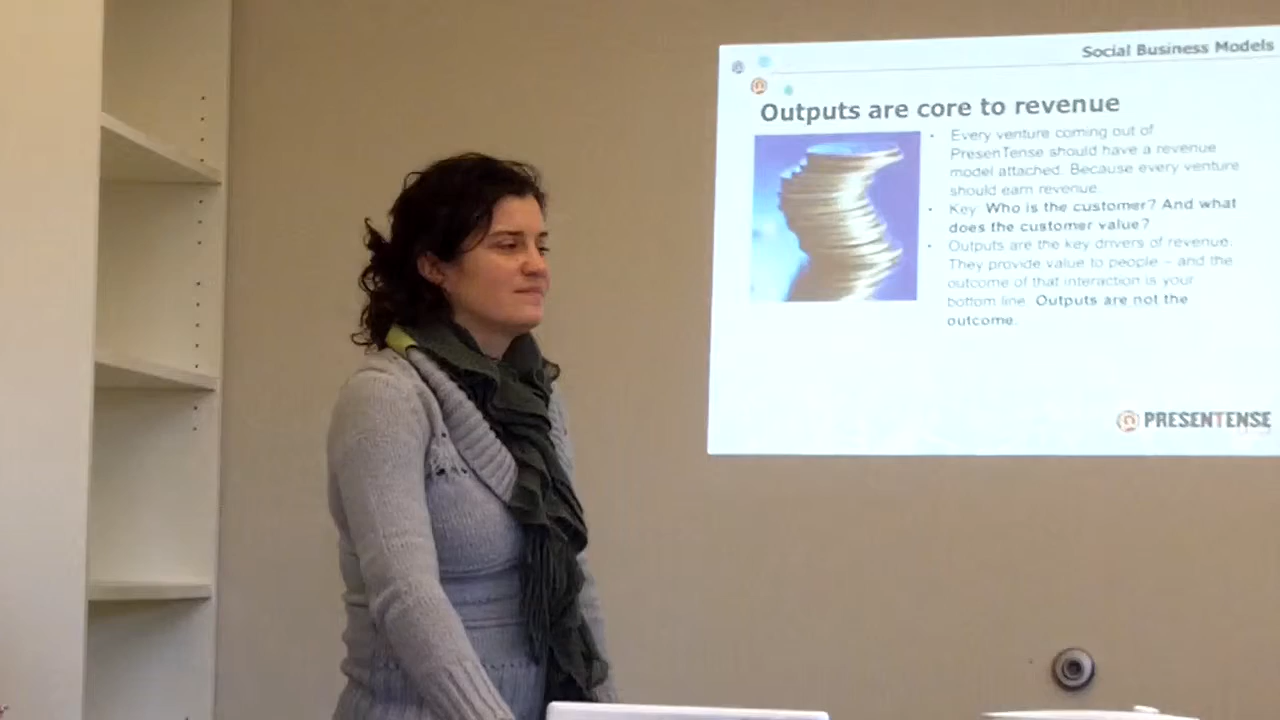 Social Business Models
Outputs are core to revenue
• Every venture coming out of
PresenTense should have a revenue
model attached. Because every venture
should earn revenue
• Key: Who is the customer? And what
does the customer value?
• Outputs are the key drivers of revenue.
They provide value to people – and the
outcome of that interaction is your
bottom line. Outputs are not the
outcome.
PRESENTENSE